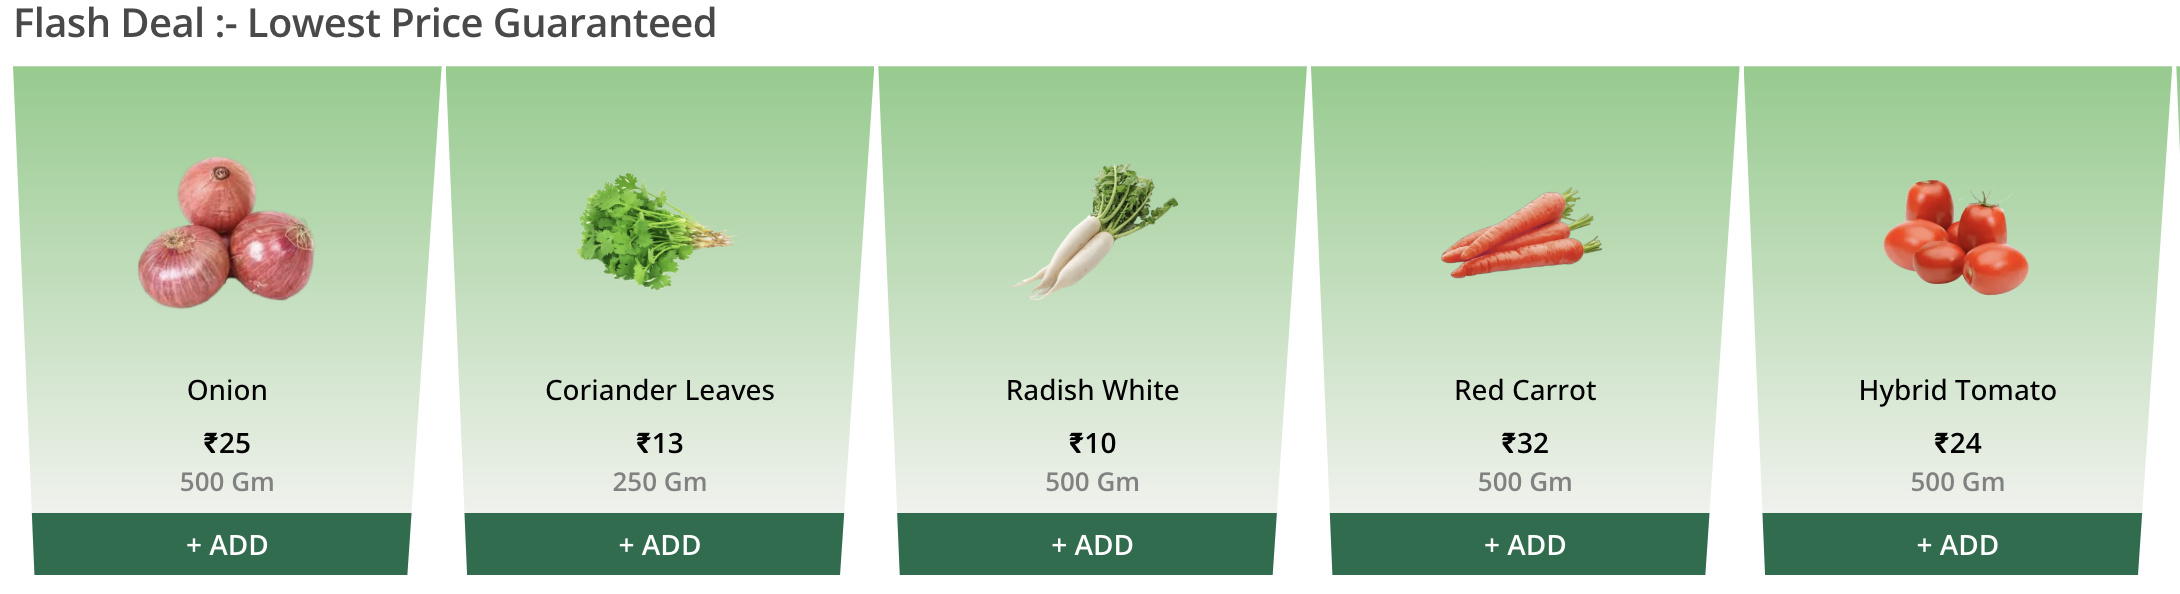 Flash Deal :- Lowest Price Guaranteed
Onion
₹25
500 Gm
+ ADD
Coriander Leaves
₹13
250 Gm
+ ADD
Radish White
₹10
500 Gm
+ ADD
Red Carrot
₹32
500 Gm
+ ADD
Hybrid Tomato
₹24
500 Gm
+ ADD